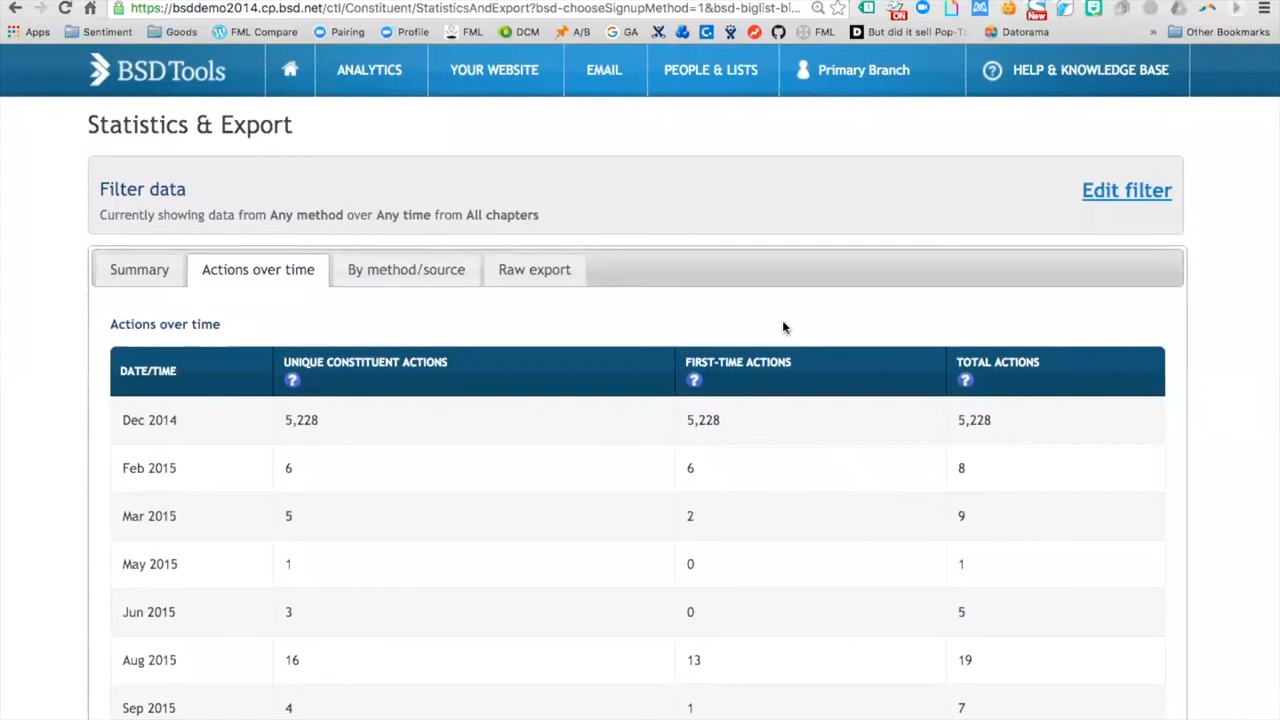 https://bsddemo2014.cp.bsd.net/ctl/Constituent/StatisticsAndExport?bsd-chooseSignupMethod=1&bsd-biglist-bi...
1 ON New
Apps Sentiment Goods FML Compare Pairing Profile FML DCM A/B GA FML But did it sell Pop-T Datorama » Other Bookmarks
BSD Tools ANALYTICS YOUR WEBSITE EMAIL PEOPLE & LISTS Primary Branch ? HELP & KNOWLEDGE BASE
Statistics & Export
Filter data Edit filter
Currently showing data from Any method over Any time from All chapters
Summary Actions over time By method/source Raw export
Actions over time
DATE/TIME UNIQUE CONSTITUENT ACTIONS ? FIRST-TIME ACTIONS ? TOTAL ACTIONS ?
Dec 2014 5,228 5,228 5,228
Feb 2015 6 6 8
Mar 2015 5 2 9
May 2015 1 0 1
Jun 2015 3 0 5
Aug 2015 16 13 19
Sep 2015 4 1 7